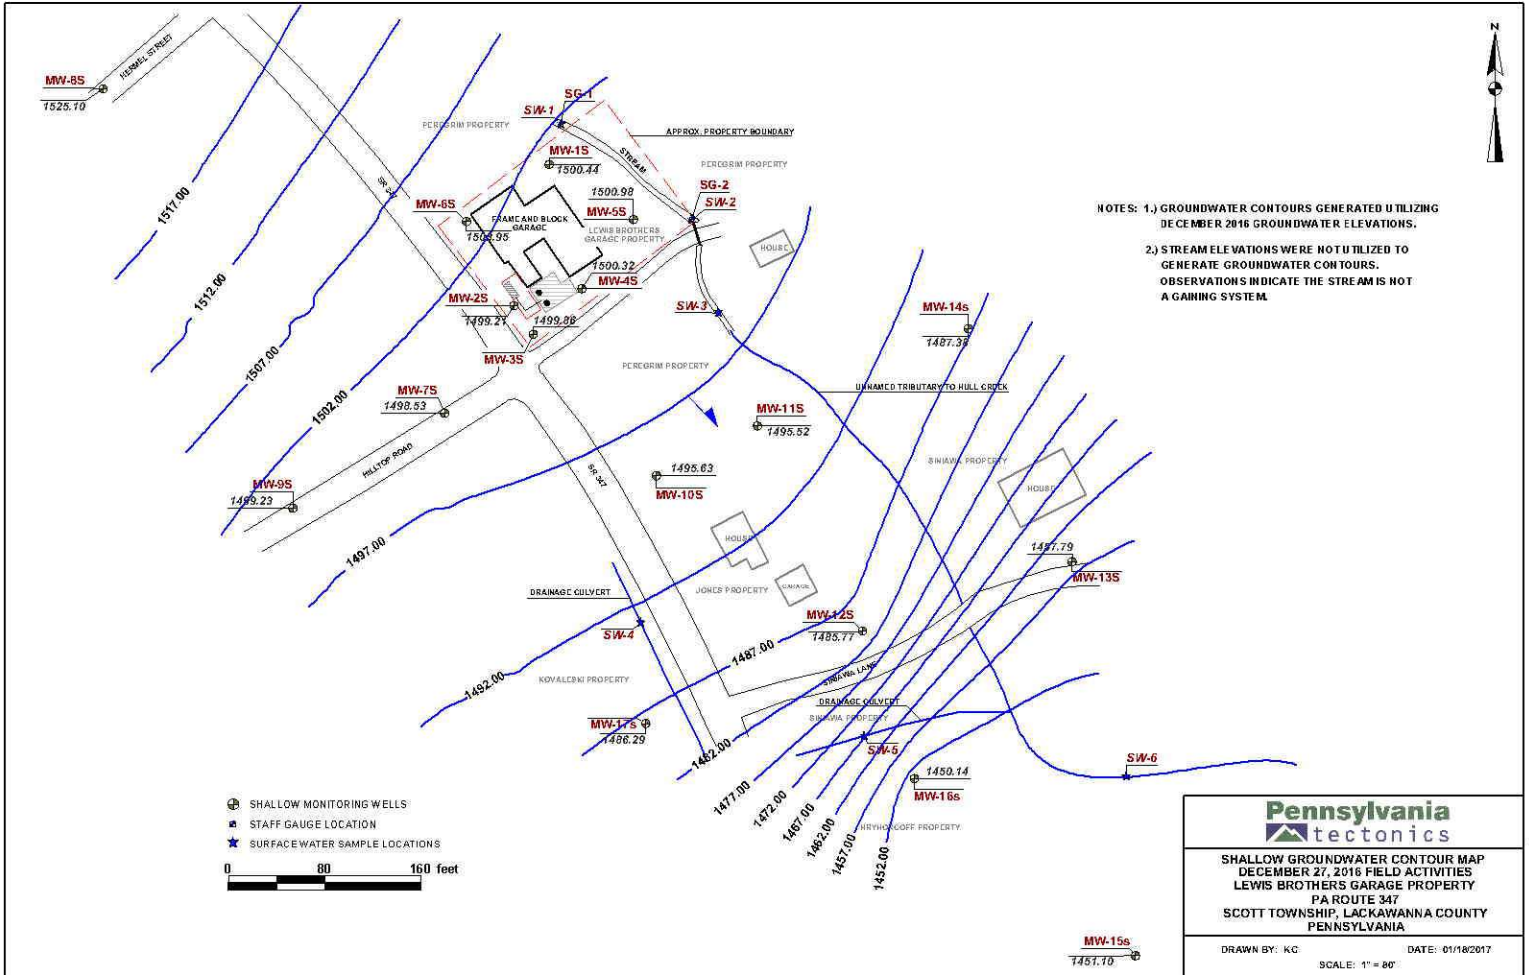 N
MW-8S
1525.10
HERMEL STREET
SR 347
SG-1
SW-1
PEREGRIM PROPERTY
APPROX. PROPERTY BOUNDARY
STREAM
MW-1S
1500.44
PEREGRIM PROPERTY
1500.98
MW-5S
SG-2
SW-2
MW-6S
FRAME AND BLOCK
GARAGE
LEWIS BROTHERS
GARAGE PROPERTY
HOUSE
1517.00
1512.00
1507.00
1502.00
1497.00
1492.00
1487.00
1482.00
1477.00
1472.00
1467.00
1462.00
1457.00
1452.00
NOTES: 1.) GROUNDWATER CONTOURS GENERATED UTILIZING
DECEMBER 2016 GROUNDWATER ELEVATIONS.
2.) STREAM ELEVATIONS WERE NOT UTILIZED TO
GENERATE GROUNDWATER CONTOURS.
OBSERVATIONS INDICATE THE STREAM IS NOT
A GAINING SYSTEM.
1500.32
MW-4S
MW-2S
1499.21
1499.86
MW-3S
SW-3
MW-14s
1487.38
PEREGRIM PROPERTY
UNNAMED TRIBUTARY TO HULL CREEK
MW-7S
1498.53
HILLTOP ROAD
MW-9S
1499.23
MW-11S
1495.52
1495.63
MW-10S
SR 347
SINIAWA PROPERTY
HOUSE
HOUSE
GARAGE
JONES PROPERTY
1457.79
MW-13S
DRAINAGE CULVERT
SW-4
MW-12S
1485.77
SINIAWA LANE
KOVALESKI PROPERTY
DRAINAGE CULVERT
SINIAWA PROPERTY
MW-17s
1486.29
SW-5
SW-6
1450.14
MW-16s
HRYHORCOFF PROPERTY
MW-15s
1451.10
SHALLOW MONITORING WELLS
STAFF GAUGE LOCATION
SURFACE WATER SAMPLE LOCATIONS
0 80 160 feet
Pennsylvania
tectonics
SHALLOW GROUNDWATER CONTOUR MAP
DECEMBER 27, 2016 FIELD ACTIVITIES
LEWIS BROTHERS GARAGE PROPERTY
PA ROUTE 347
SCOTT TOWNSHIP, LACKAWANNA COUNTY
PENNSYLVANIA
DRAWN BY: KC DATE: 01/18/2017
SCALE: 1" = 80'